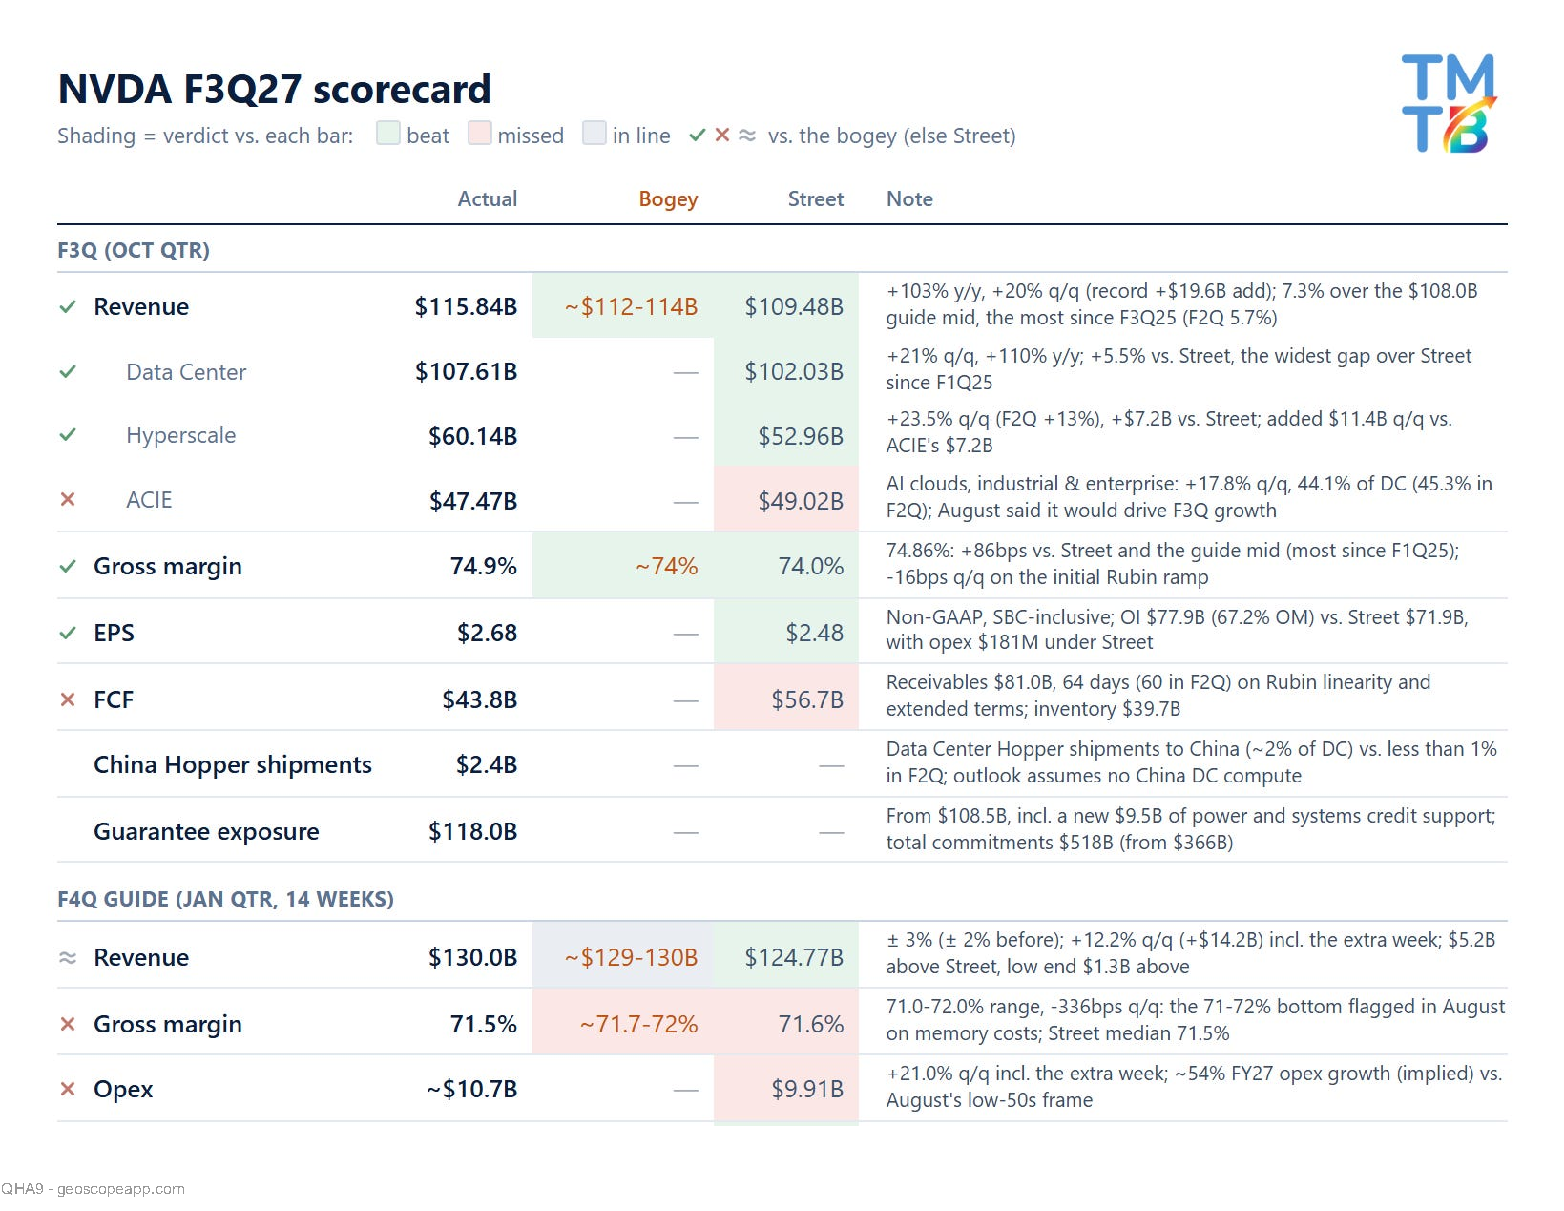 NVDA F3Q27 scorecard
TM
TB
Shading = verdict vs. each bar: beat missed in line ✓ ✕ ≈ vs. the bogey (else Street)
Actual Bogey Street Note
F3Q (OCT QTR)
✓ Revenue $115.84B ~$112-114B $109.48B +103% y/y, +20% q/q (record +$19.6B add); 7.3% over the $108.0B
guide mid, the most since F3Q25 (F2Q 5.7%)
✓ Data Center $107.61B — $102.03B +21% q/q, +110% y/y; +5.5% vs. Street, the widest gap over Street
since F1Q25
✓ Hyperscale $60.14B — $52.96B +23.5% q/q (F2Q +13%), +$7.2B vs. Street; added $11.4B q/q vs.
ACIE's $7.2B
✕ ACIE $47.47B — $49.02B AI clouds, industrial & enterprise: +17.8% q/q, 44.1% of DC (45.3% in
F2Q); August said it would drive F3Q growth
✓ Gross margin 74.9% ~74% 74.0% 74.86%: +86bps vs. Street and the guide mid (most since F1Q25);
-16bps q/q on the initial Rubin ramp
✓ EPS $2.68 — $2.48 Non-GAAP, SBC-inclusive; OI $77.9B (67.2% OM) vs. Street $71.9B,
with opex $181M under Street
✕ FCF $43.8B — $56.7B Receivables $81.0B, 64 days (60 in F2Q) on Rubin linearity and
extended terms; inventory $39.7B
China Hopper shipments $2.4B — — Data Center Hopper shipments to China (~2% of DC) vs. less than 1%
in F2Q; outlook assumes no China DC compute
Guarantee exposure $118.0B — — From $108.5B, incl. a new $9.5B of power and systems credit support;
total commitments $518B (from $366B)
F4Q GUIDE (JAN QTR, 14 WEEKS)
≈ Revenue $130.0B ~$129-130B $124.77B ± 3% (± 2% before); +12.2% q/q (+$14.2B) incl. the extra week; $5.2B
above Street, low end $1.3B above
✕ Gross margin 71.5% ~71.7-72% 71.6% 71.0-72.0% range, -336bps q/q: the 71-72% bottom flagged in August
on memory costs; Street median 71.5%
✕ Opex ~$10.7B — $9.91B +21.0% q/q incl. the extra week; ~54% FY27 opex growth (implied) vs.
August's low-50s frame
QHA9 - geoscopeapp.com